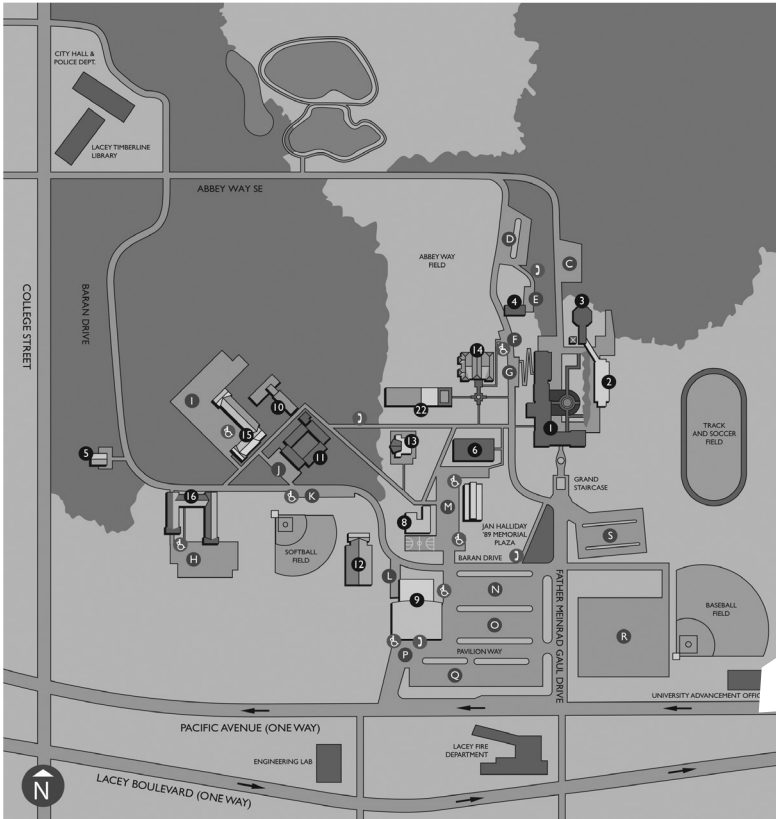 CITY HALL &
POLICE DEPT.
LACEY TIMBERLINE
LIBRARY
ABBEY WAY SE
COLLEGE STREET
BARAN DRIVE
ABBEY WAY
FIELD
D
C
4
E
3
F
14
G
2
I
10
22
1
15
13
6
5
11
J
TRACK
AND SOCCER
FIELD
16
K
M
GRAND
STAIRCASE
8
JAN HALLIDAY
'89 MEMORIAL
PLAZA
S
H
SOFTBALL
FIELD
12
BARAN DRIVE
L
9
N
FATHER MEINRAD GAUL DRIVE
BASEBALL
FIELD
O
R
P
PAVILION WAY
Q
UNIVERSITY ADVANCEMENT OFFIC
PACIFIC AVENUE (ONE WAY)
LACEY FIRE
DEPARTMENT
ENGINEERING LAB
LACEY BOULEVARD (ONE WAY)
N